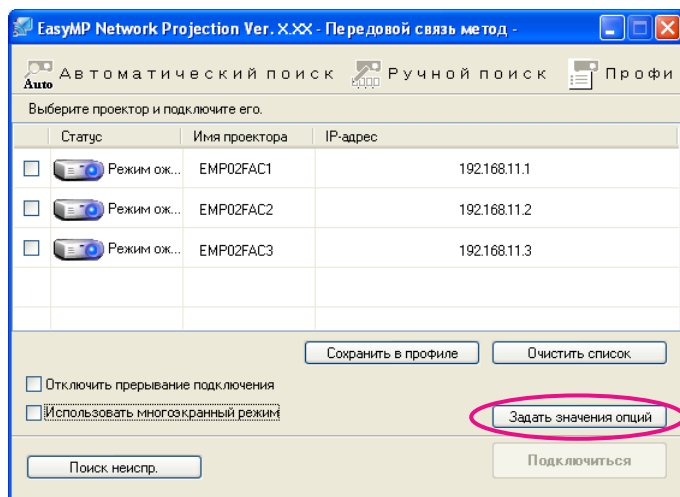 EasyMP Network Projection Ver. X.XX - Передовой связь метод -
Auto Автоматический поиск Ручной поиск Профи
Выберите проектор и подключите его.
Статус Имя проектора IP-адрес
Режим ож... EMP02FAC1 192.168.11.1
Режим ож... EMP02FAC2 192.168.11.2
Режим ож... EMP02FAC3 192.168.11.3
Сохранить в профиле Очистить список
Отключить прерывание подключения
Использовать многоэкранный режим Задать значения опций
Поиск неиспр. Подключиться